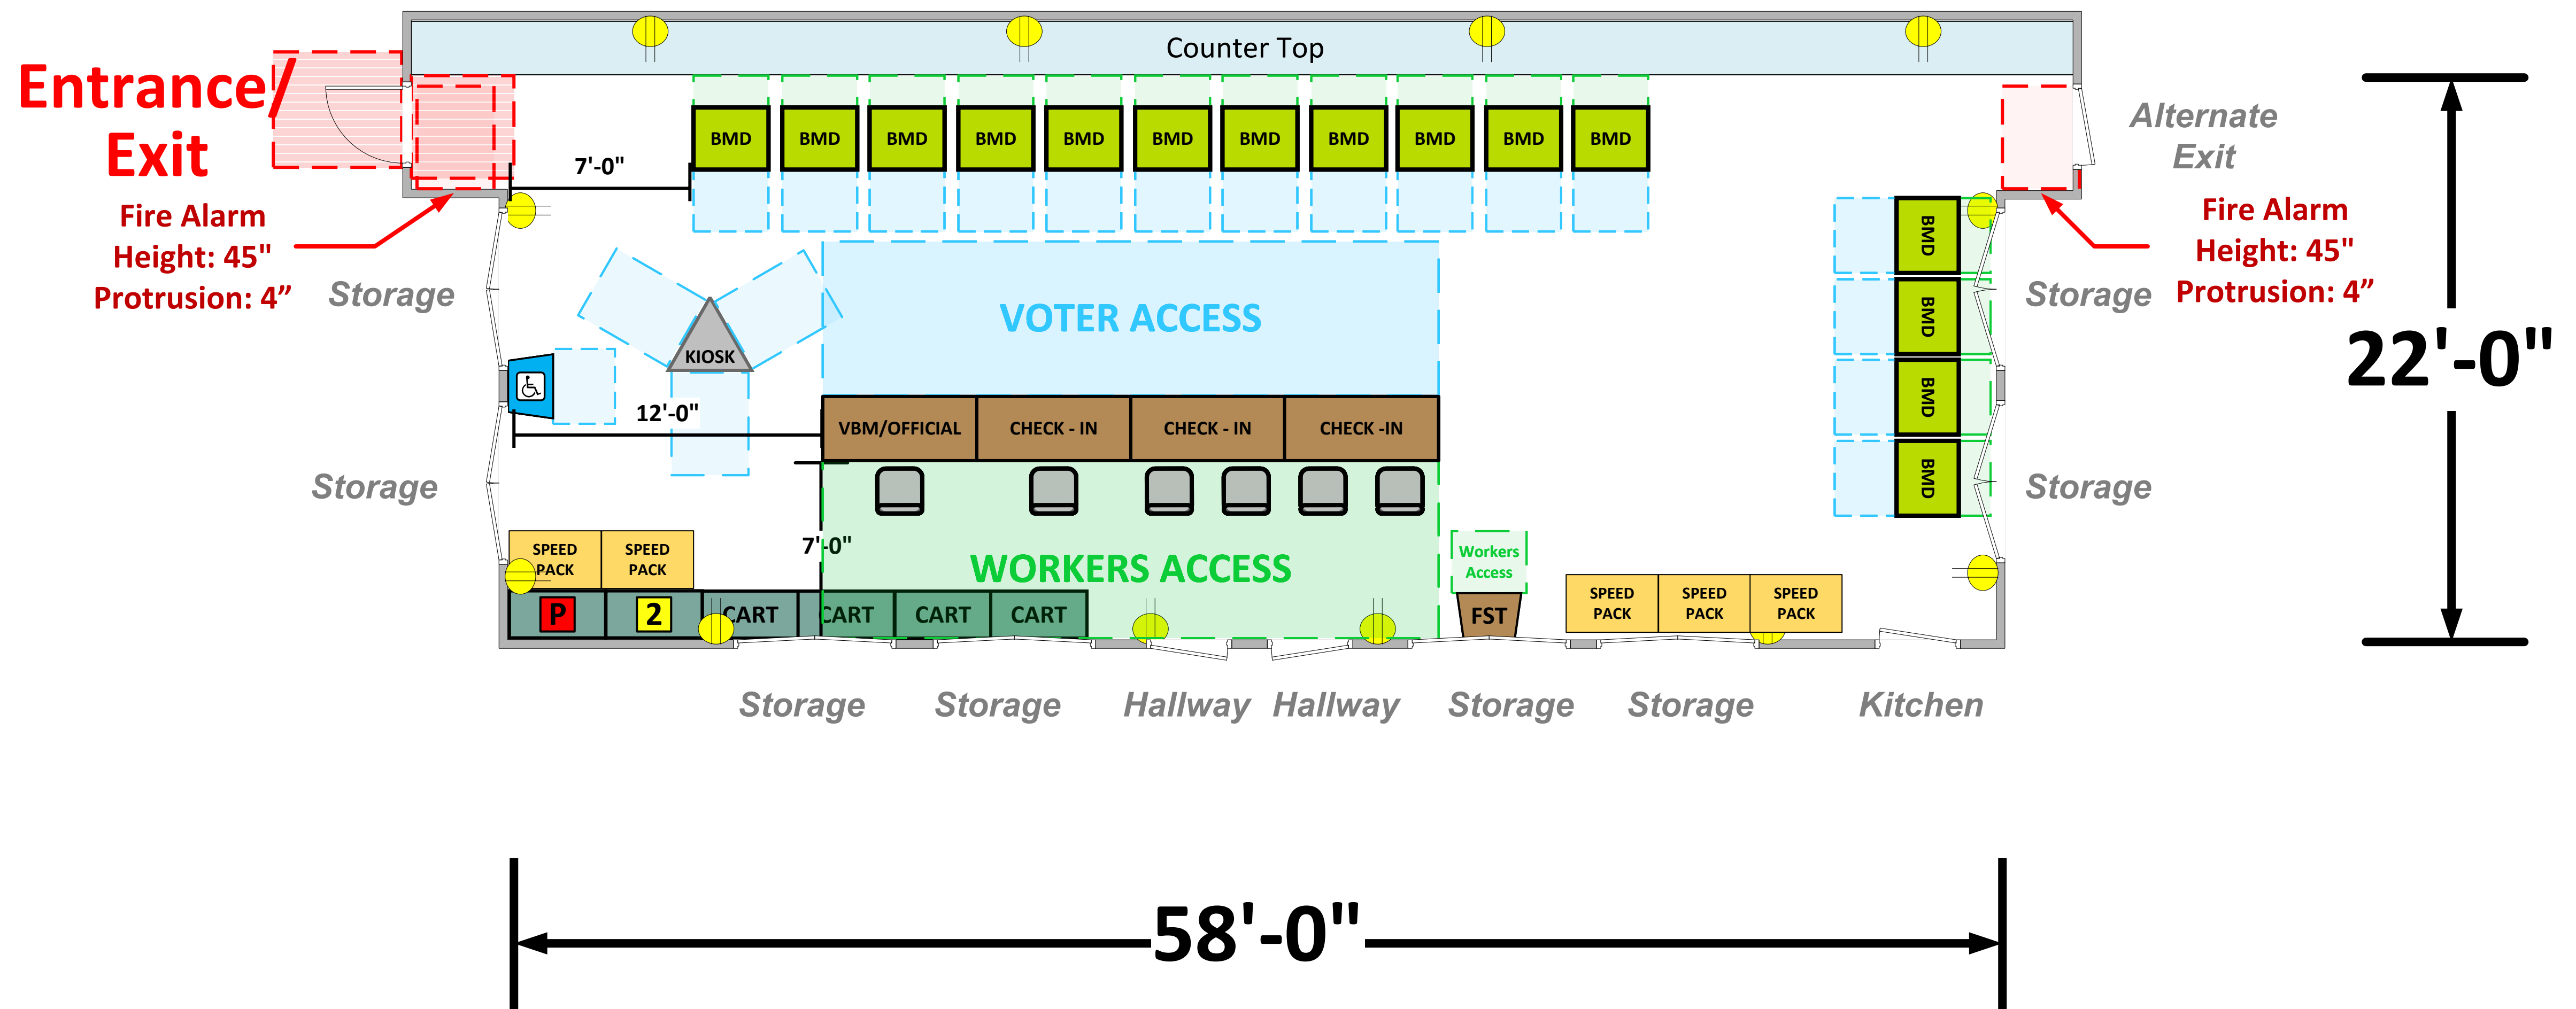 Counter Top
Entrance/
Exit
Fire Alarm
Height: 45"
Protrusion: 4”
7'-0"
BMD
BMD
BMD
BMD
BMD
BMD
BMD
BMD
BMD
BMD
BMD
Alternate
Exit
Fire Alarm
Height: 45"
Protrusion: 4”
22'-0"
Storage
Storage
KIOSK
12'-0"
VOTER ACCESS
VBM/OFFICIAL
CHECK - IN
CHECK - IN
CHECK -IN
BMD
BMD
BMD
BMD
Storage
Storage
7'-0"
WORKERS ACCESS
Workers
Access
FST
SPEED
PACK
SPEED
PACK
P
2
CART
CART
CART
CART
SPEED
PACK
SPEED
PACK
SPEED
PACK
Storage
Storage
Hallway
Hallway
Storage
Storage
Kitchen
58'-0"